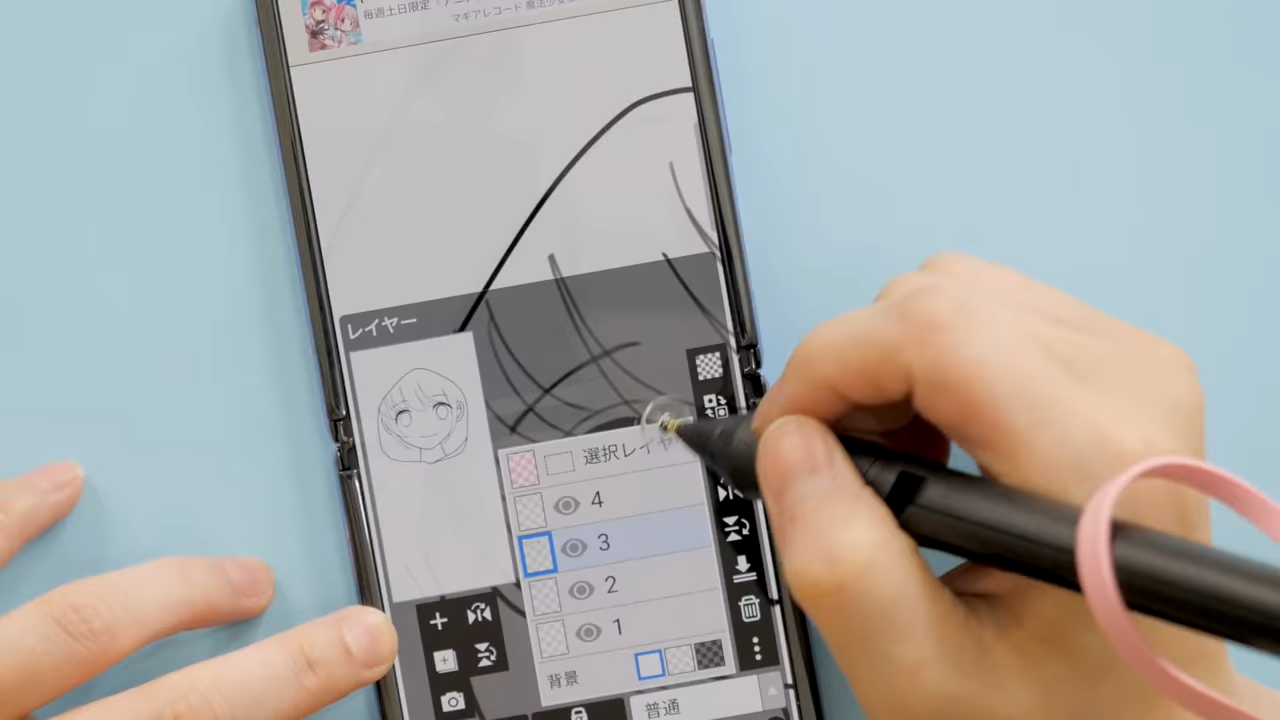 毎週土日限定
マギアレコード 魔法少女
レイヤー
選択レイヤ
4
3
2
1
背景
普通